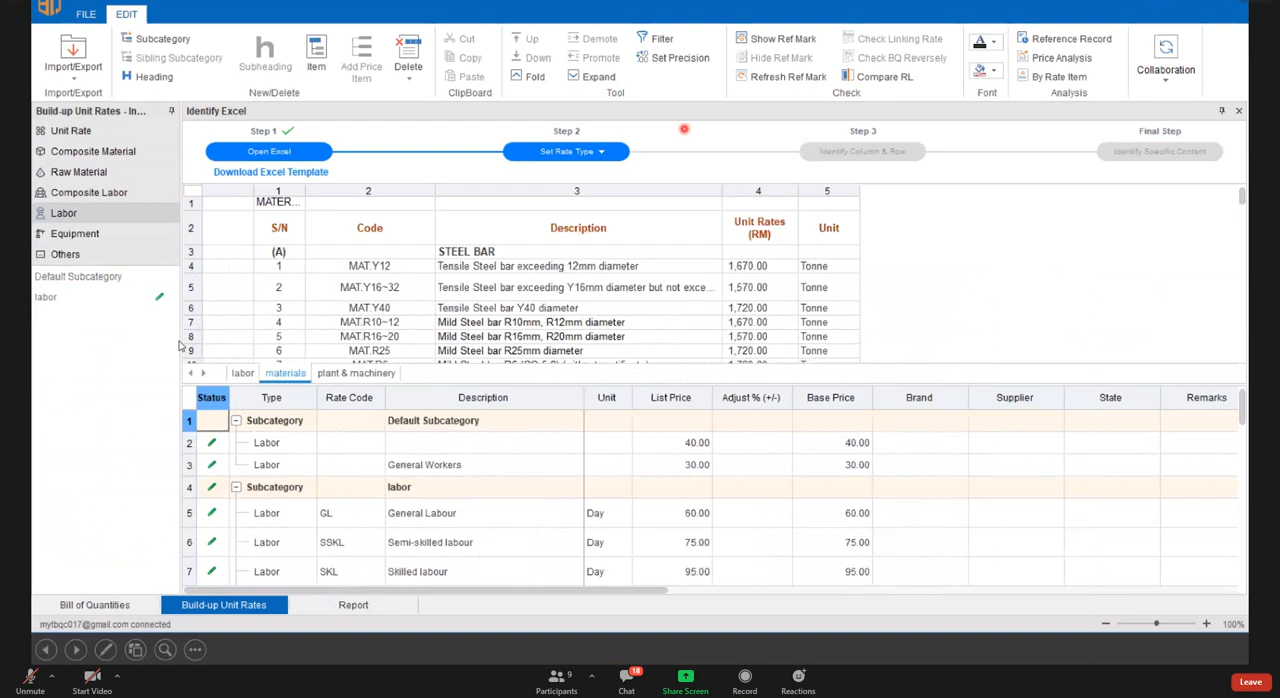 FILE EDIT
Import/Export
Import/Export
Subcategory
Sibling Subcategory
Heading
Subheading
Item
Add Price Item
Delete
New/Delete
Cut
Copy
Paste
ClipBoard
Up
Down
Fold
Demote
Promote
Expand
Filter
Set Precision
Tool
Show Ref Mark
Hide Ref Mark
Refresh Ref Mark
Check Linking Rate
Check BQ Reversely
Compare RL
Check
A
Font
Reference Record
Price Analysis
By Rate Item
Analysis
Collaboration
Build-up Unit Rates - In...
Unit Rate
Composite Material
Raw Material
Composite Labor
Labor
Equipment
Others
Default Subcategory
labor
Identify Excel
Step 1 Step 2 Step 3 Final Step
Open Excel Set Rate Type Identify Column & Row Identify Specific Content
Download Excel Template
1 2 3 4 5
1 MATER...
2 S/N Code Description Unit Rates (RM) Unit
3 (A) STEEL BAR
4 1 MAT.Y12 Tensile Steel bar exceeding 12mm diameter 1,670.00 Tonne
5 2 MAT.Y16~32 Tensile Steel bar exceeding Y16mm diameter but not exce... 1,570.00 Tonne
6 3 MAT.Y40 Tensile Steel bar Y40 diameter 1,720.00 Tonne
7 4 MAT.R10~12 Mild Steel bar R10mm, R12mm diameter 1,670.00 Tonne
8 5 MAT.R16~20 Mild Steel bar R16mm, R20mm diameter 1,570.00 Tonne
9 6 MAT.R25 Mild Steel bar R25mm diameter 1,720.00 Tonne
labor materials plant & machinery
Status Type Rate Code Description Unit List Price Adjust % (+/-) Base Price Brand Supplier State Remarks
1 Subcategory Default Subcategory
2 Labor 40.00 40.00
3 Labor General Workers 30.00 30.00
4 Subcategory labor
5 Labor GL General Labour Day 60.00 60.00
6 Labor SSKL Semi-skilled labour Day 75.00 75.00
7 Labor SKL Skilled labour Day 95.00 95.00
Bill of Quantities Build-up Unit Rates Report
mytbqc017@gmail.com connected
100%
Unmute Start Video
9
Participants
18
Chat
Share Screen
Record
Reactions
Leave